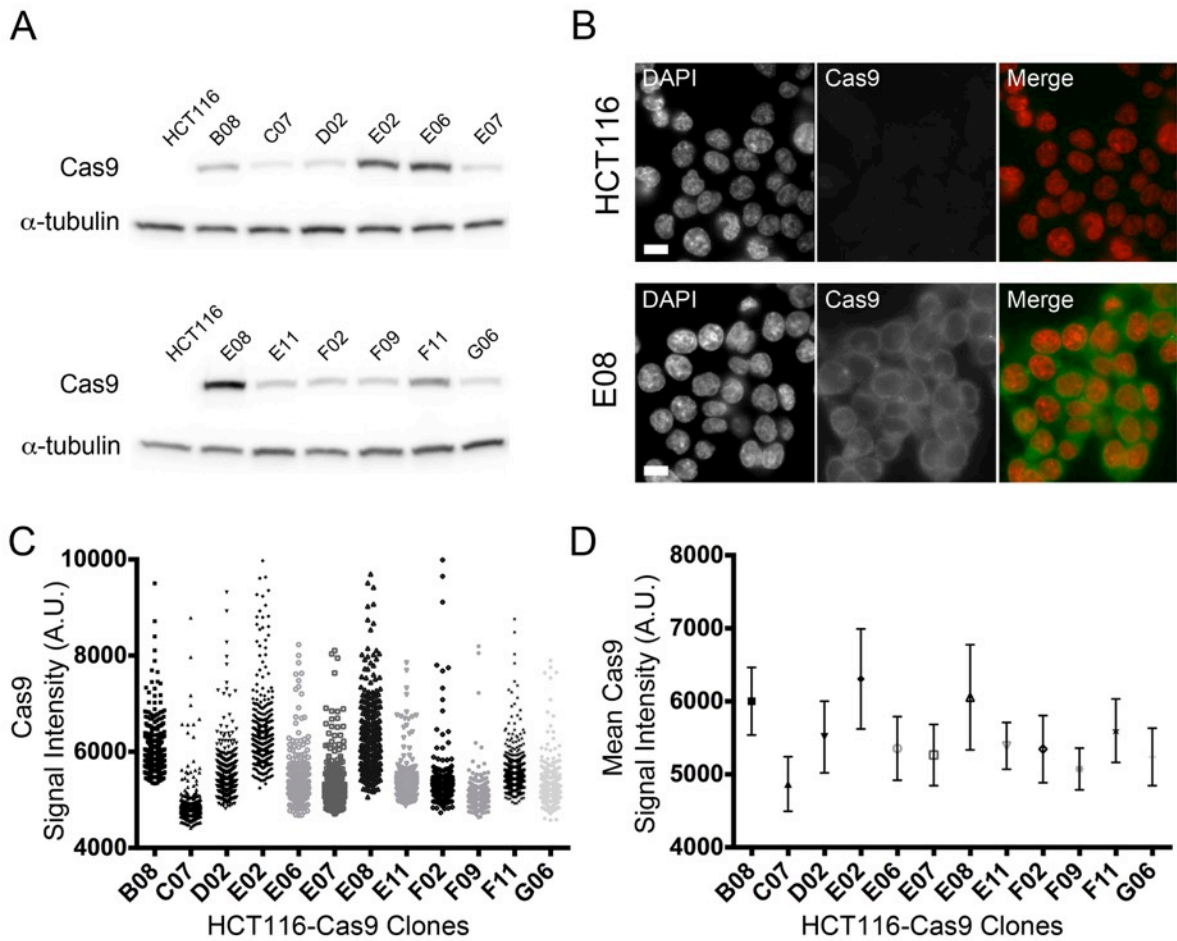 A
HCT116 B08 C07 D02 E02 E06 E07
Cas9
α-tubulin
HCT116 E08 E11 F02 F09 F11 G06
Cas9
α-tubulin
B
HCT116
DAPI Cas9 Merge
E08
DAPI Cas9 Merge
C
Cas9
Signal Intensity (A.U.)
10000
8000
6000
4000
B08 C07 D02 E02 E06 E07 E08 E11 F02 F09 F11 G06
HCT116-Cas9 Clones
D
Mean Cas9
Signal Intensity (A.U.)
8000
7000
6000
5000
4000
B08 C07 D02 E02 E06 E07 E08 E11 F02 F09 F11 G06
HCT116-Cas9 Clones